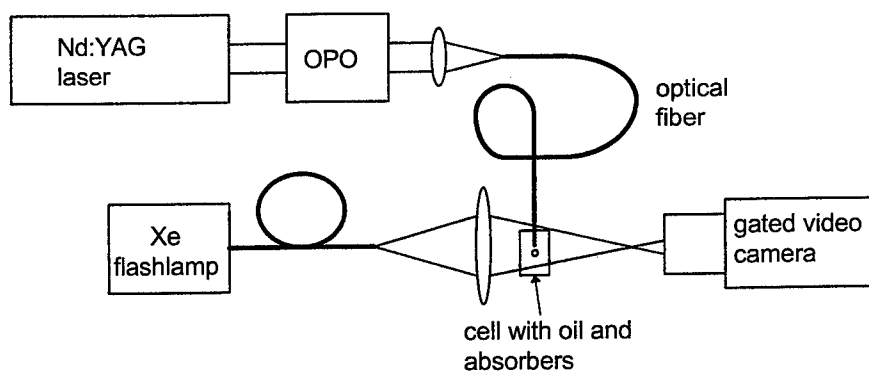 Nd:YAG
laser
OPO
optical
fiber
Xe
flashlamp
gated video
camera
cell with oil and
absorbers